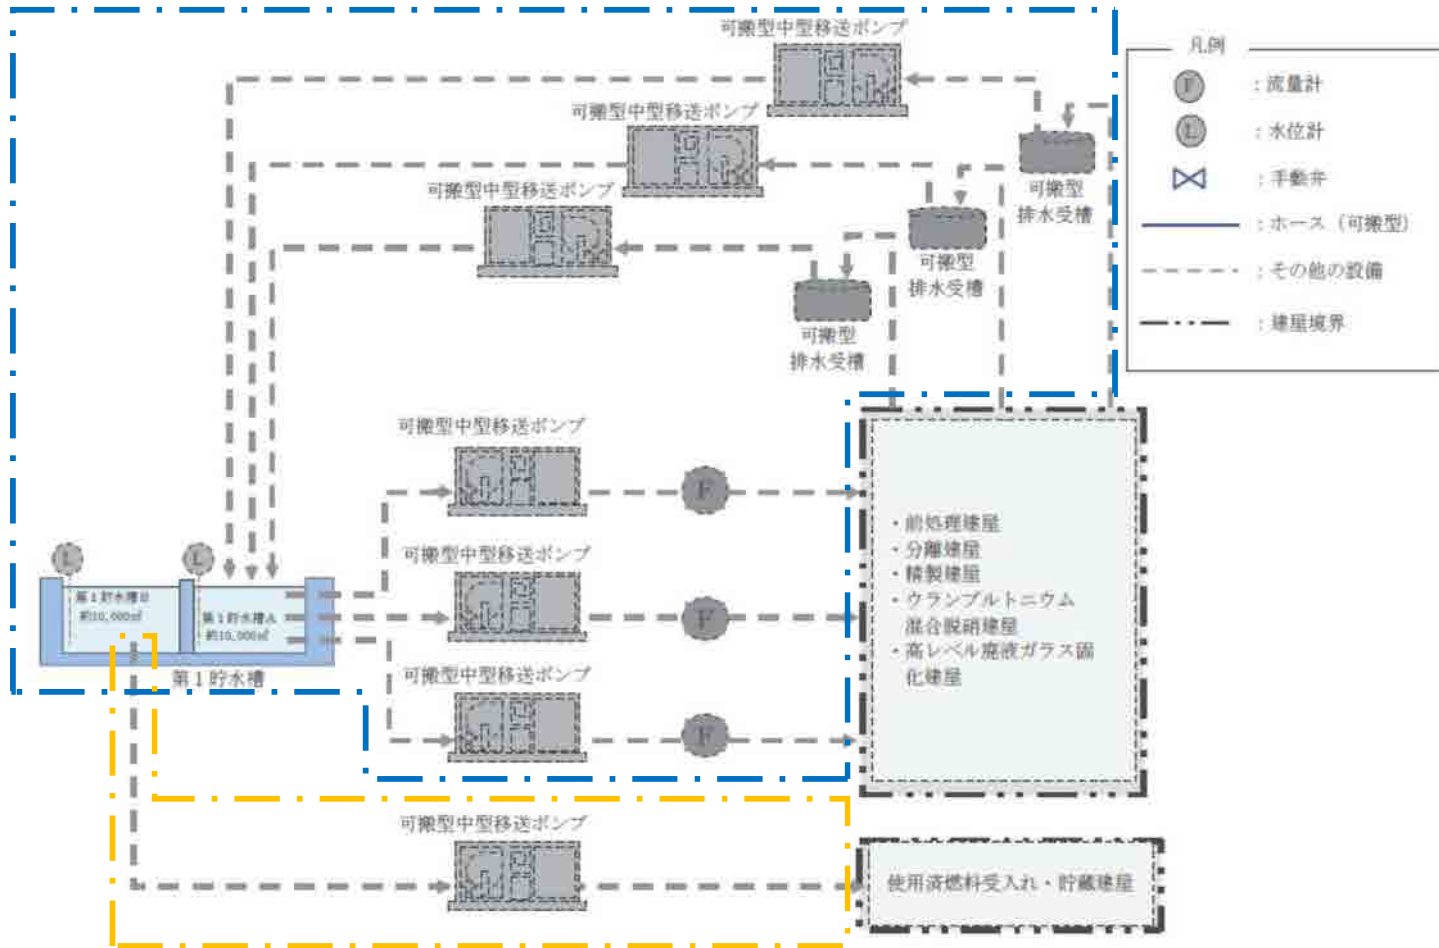 可搬型中型移送ポンプ
可搬型中型移送ポンプ
可搬型中型移送ポンプ
可搬型
排水受槽
可搬型
排水受槽
可搬型
排水受槽
凡例
F
：流量計
L
：水位計
：手動弁
：ホース（可搬型）
：その他の設備
：建屋境界
可搬型中型移送ポンプ
F
可搬型中型移送ポンプ
F
可搬型中型移送ポンプ
F
L
L
第１貯水槽B
約10,000㎥
第１貯水槽A
約10,000㎥
第１貯水槽
・前処理建屋
・分離建屋
・精製建屋
・ウランプルトニウム
混合脱硝建屋
・高レベル廃液ガラス固
化建屋
可搬型中型移送ポンプ
使用済燃料受入れ・貯蔵建屋